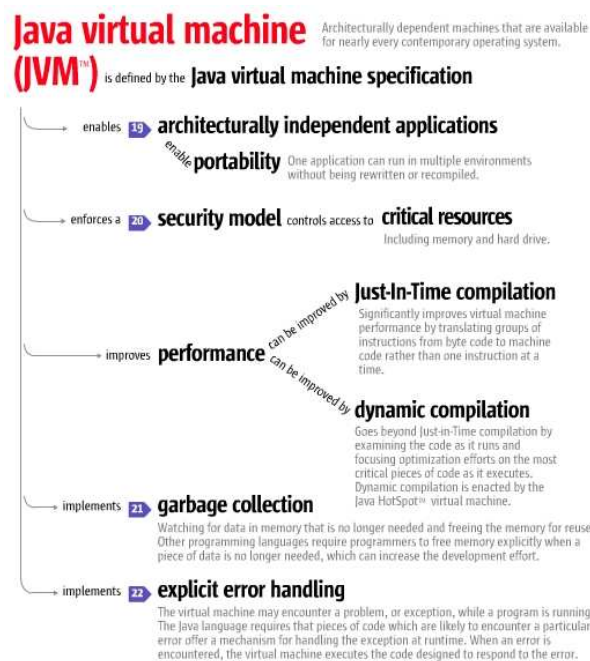 Java virtual machine
Architecturally dependent machines that are available
for nearly every contemporary operating system.
(JVM™) is defined by the Java virtual machine specification
enables 19 architecturally independent applications
enable portability One application can run in multiple environments
without being rewritten or recompiled.
enforces a 20 security model controls access to critical resources
Including memory and hard drive.
improves performance
can be improved by Just-In-Time compilation
Significantly improves virtual machine
performance by translating groups of
instructions from byte code to machine
code rather than one instruction at a
time.
can be improved by dynamic compilation
Goes beyond Just-in-Time compilation by
examining the code as it runs and
focusing optimization efforts on the most
critical pieces of code as it executes.
Dynamic compilation is enacted by the
Java HotSpot™ virtual machine.
implements 21 garbage collection
Watching for data in memory that is no longer needed and freeing the memory for reuse
Other programming languages require programmers to free memory explicitly when a
piece of data is no longer needed, which can increase the development effort.
implements 22 explicit error handling
The virtual machine may encounter a problem, or exception, while a program is running
The Java language requires that pieces of code which are likely to encounter a particular
error offer a mechanism for handling the exception at runtime. When an error is
encountered, the virtual machine executes the code designed to respond to the error.